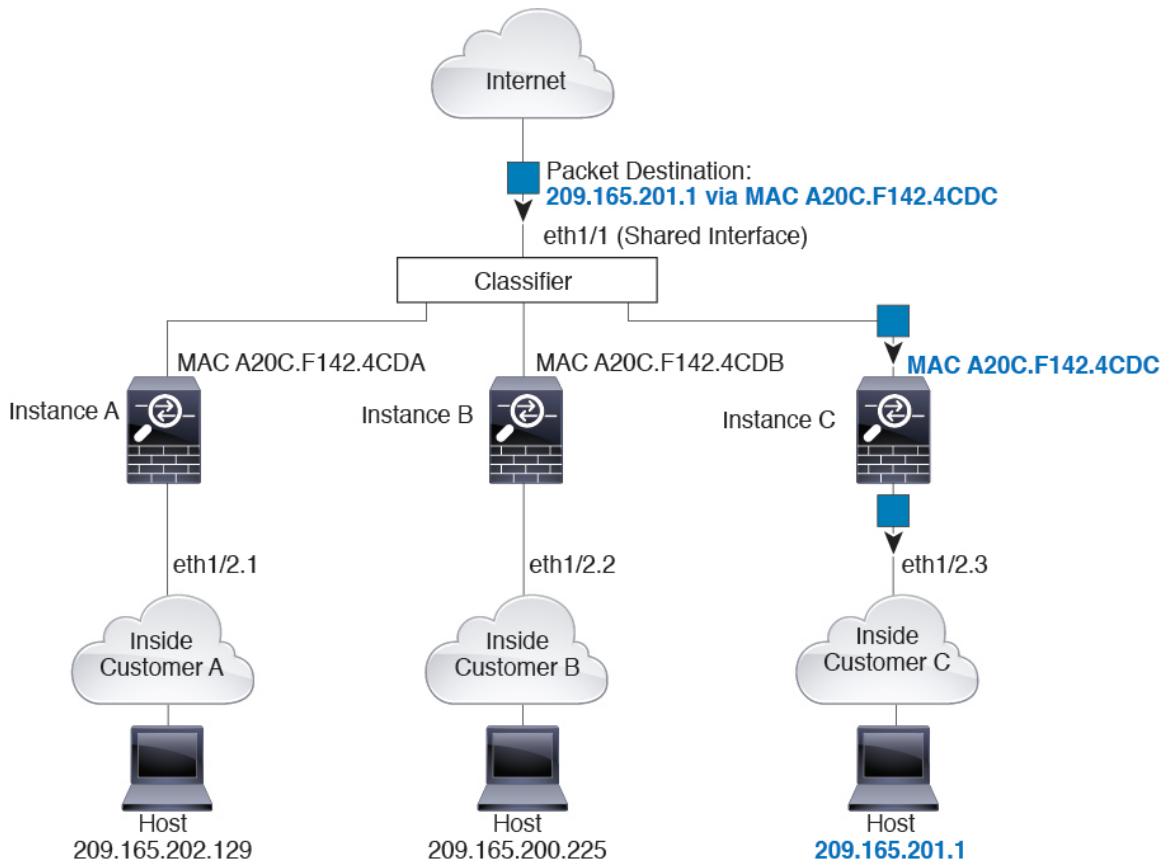 Internet
Packet Destination:
209.165.201.1 via MAC A20C.F142.4CDC
eth1/1 (Shared Interface)
Classifier
MAC A20C.F142.4CDA
MAC A20C.F142.4CDB
MAC A20C.F142.4CDC
Instance A
Instance B
Instance C
eth1/2.1
eth1/2.2
eth1/2.3
Inside
Customer A
Inside
Customer B
Inside
Customer C
Host
209.165.202.129
Host
209.165.200.225
Host
209.165.201.1